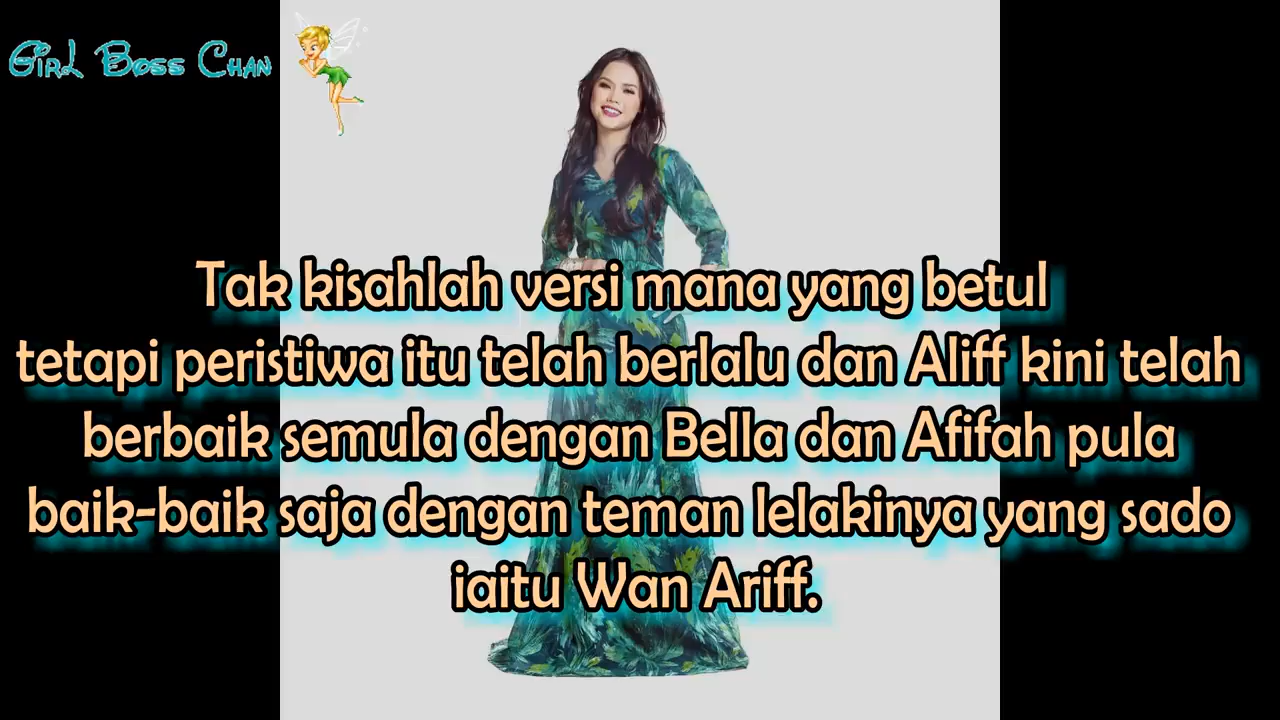 Girl Boss Chan
Tak kisahlah versi mana yang betul
tetapi peristiwa itu telah berlalu dan Aliff kini telah
berbaik semula dengan Bella dan Afifah pula
baik-baik saja dengan teman lelakinya yang sado
iaitu Wan Ariff.